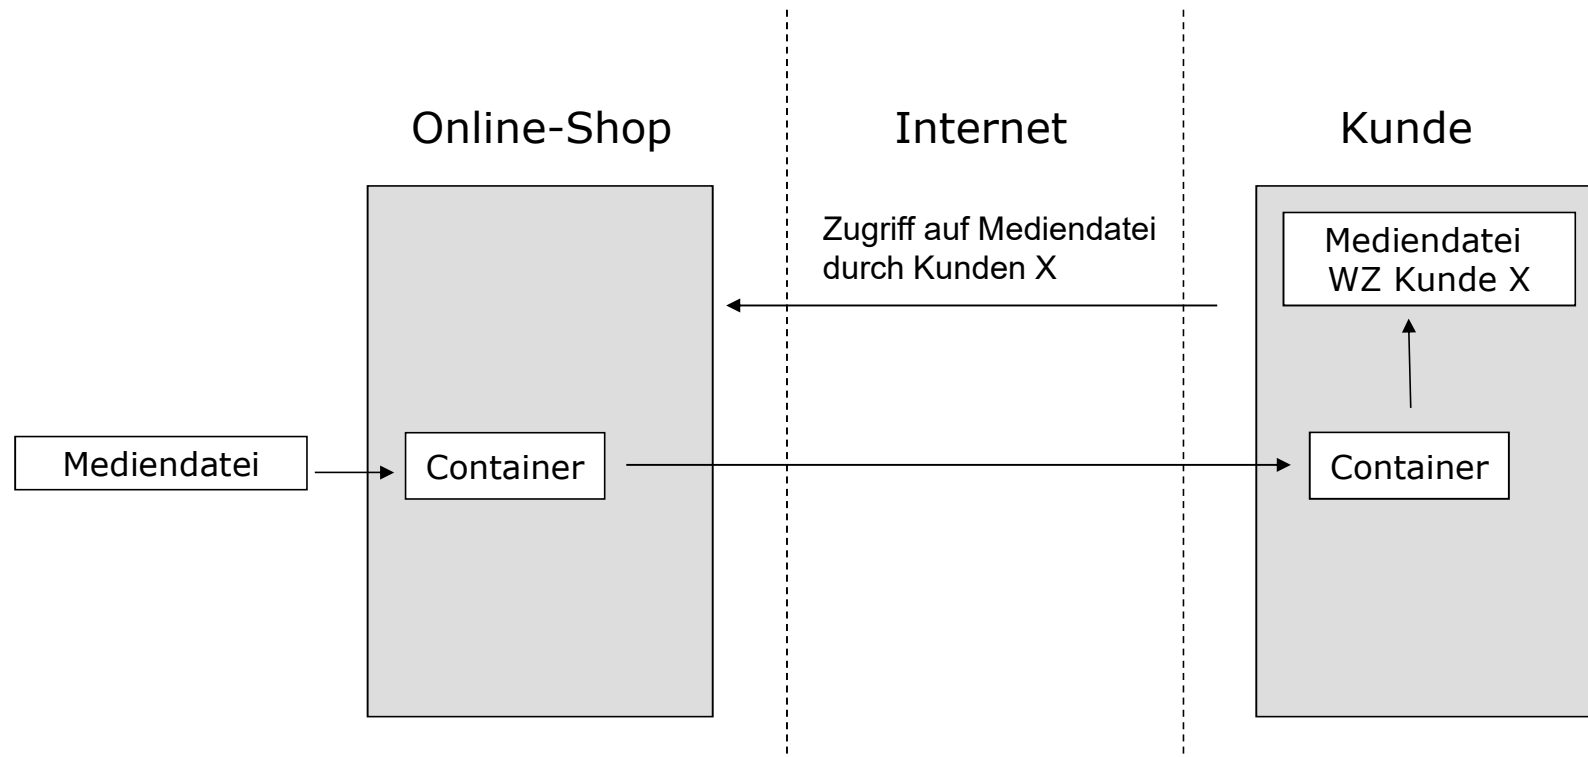 Online-Shop
Internet
Kunde
Zugriff auf Mediendatei
durch Kunden X
Mediendatei
WZ Kunde X
Mediendatei
Container
Container